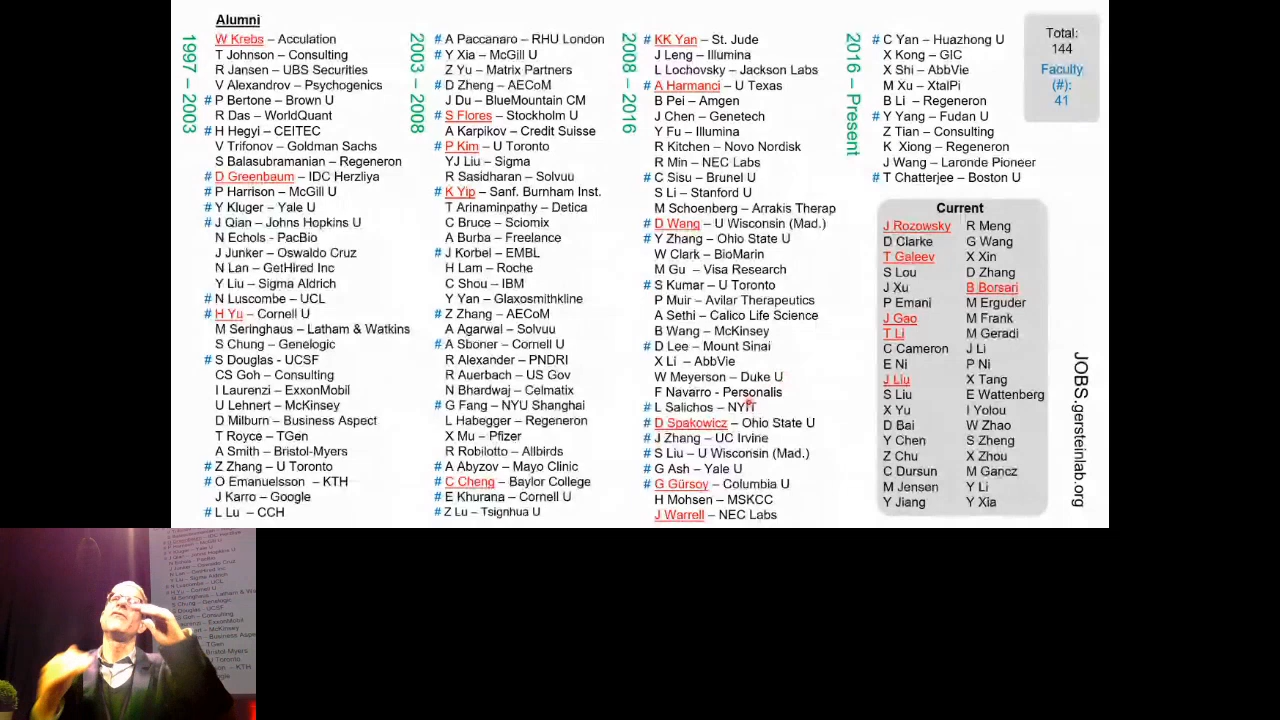 Alumni
1997 – 2003
W Krebs – Acculation
T Johnson – Consulting
R Jansen – UBS Securities
V Alexandrov – Psychogenics
# P Bertone – Brown U
R Das – WorldQuant
# H Hegyi – CEITEC
V Trifonov – Goldman Sachs
S Balasubramanian – Regeneron
# D Greenbaum – IDC Herzliya
# P Harrison – McGill U
# Y Kluger – Yale U
# J Qian – Johns Hopkins U
N Echols - PacBio
J Junker – Oswaldo Cruz
N Lan – GetHired Inc
Y Liu – Sigma Aldrich
# N Luscombe – UCL
# H Yu – Cornell U
M Seringhaus – Latham & Watkins
S Chung – Genelogic
# S Douglas - UCSF
CS Goh – Consulting
I Laurenzi – ExxonMobil
U Lehnert – McKinsey
D Milburn – Business Aspect
T Royce – TGen
A Smith – Bristol-Myers
# Z Zhang – U Toronto
# O Emanuelsson – KTH
J Karro – Google
# L Lu – CCH
2003 – 2008
# A Paccanaro – RHU London
# Y Xia – McGill U
Z Yu – Matrix Partners
# D Zheng – AECoM
J Du – BlueMountain CM
# S Flores – Stockholm U
A Karpikov – Credit Suisse
# P Kim – U Toronto
YJ Liu – Sigma
R Sasidharan – Solvuu
# K Yip – Sanf. Burnham Inst.
T Arinaminpathy – Detica
C Bruce – Sciomix
A Burba – Freelance
# J Korbel – EMBL
H Lam – Roche
C Shou – IBM
Y Yan – Glaxosmithkline
# Z Zhang – AECoM
A Agarwal – Solvuu
# A Sboner – Cornell U
R Alexander – PNDRI
R Auerbach – US Gov
N Bhardwaj – Celmatix
# G Fang – NYU Shanghai
L Habegger – Regeneron
X Mu – Pfizer
R Robilotto – Allbirds
# A Abyzov – Mayo Clinic
# C Cheng – Baylor College
# E Khurana – Cornell U
# Z Lu – Tsignhua U
2008 – 2016
# KK Yan – St. Jude
J Leng – Illumina
L Lochovsky – Jackson Labs
# A Harmanci – U Texas
B Pei – Amgen
J Chen – Genetech
Y Fu – Illumina
R Kitchen – Novo Nordisk
R Min – NEC Labs
# C Sisu – Brunel U
S Li – Stanford U
M Schoenberg – Arrakis Therap
# D Wang – U Wisconsin (Mad.)
# Y Zhang – Ohio State U
W Clark – BioMarin
M Gu – Visa Research
# S Kumar – U Toronto
P Muir – Avilar Therapeutics
A Sethi – Calico Life Science
B Wang – McKinsey
# D Lee – Mount Sinai
X Li – AbbVie
W Meyerson – Duke U
F Navarro - Personalis
# L Salichos – NYIT
# D Spakowicz – Ohio State U
# J Zhang – UC Irvine
# S Liu – U Wisconsin (Mad.)
# G Ash – Yale U
# G Gürsoy – Columbia U
H Mohsen – MSKCC
J Warrell – NEC Labs
2016 – Present
# C Yan – Huazhong U
X Kong – GIC
X Shi – AbbVie
M Xu – XtalPi
B Li – Regeneron
# Y Yang – Fudan U
Z Tian – Consulting
K Xiong – Regeneron
J Wang – Laronde Pioneer
# T Chatterjee – Boston U
Total:
144
Faculty
(#):
41
Current
J Rozowsky
D Clarke
T Galeev
S Lou
J Xu
P Emani
J Gao
T Li
C Cameron
E Ni
J Liu
S Liu
X Yu
D Bai
Y Chen
Z Chu
C Dursun
M Jensen
Y Jiang
R Meng
G Wang
X Xin
D Zhang
B Borsari
M Erguder
M Frank
M Geradi
J Li
P Ni
X Tang
E Wattenberg
I Yolou
W Zhao
S Zheng
X Zhou
M Gancz
Y Li
Y Xia
JOBS.gersteinlab.org